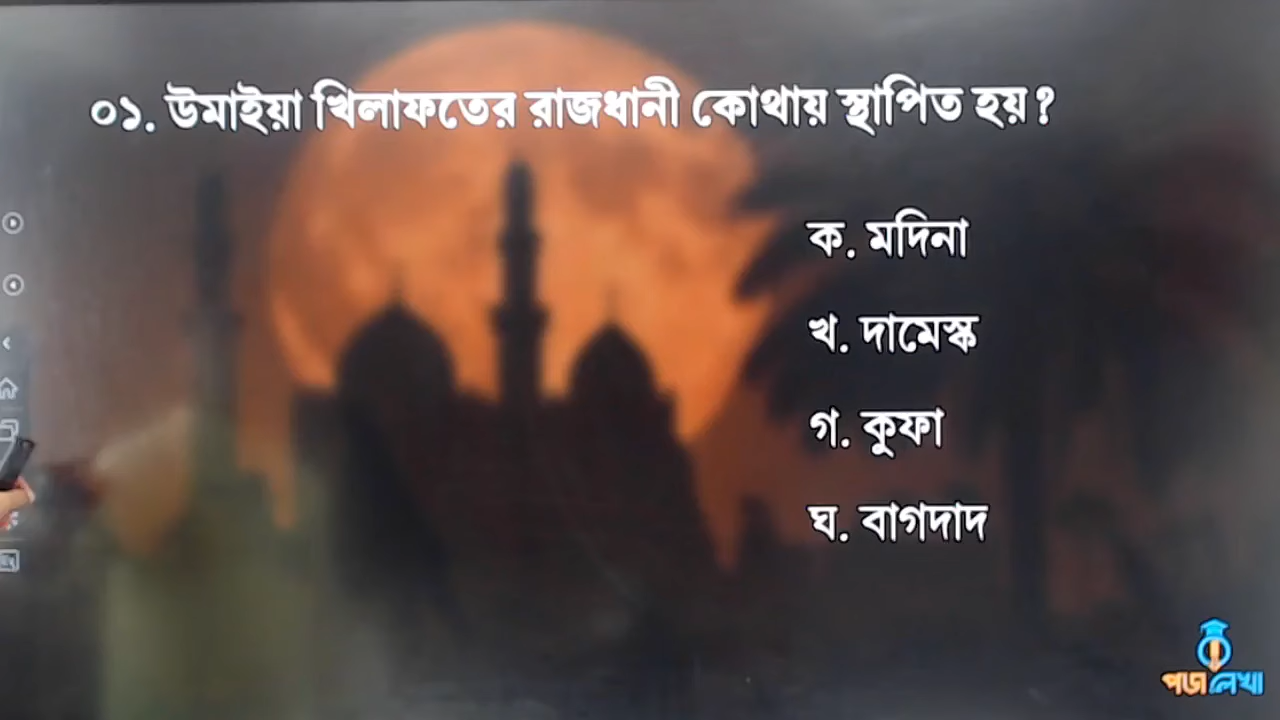 ০১. উমাইয়া খিলাফতের রাজধানী কোথায় স্থাপিত হয়?
ক. মদিনা
খ. দামেস্ক
গ. কুফা
ঘ. বাগদাদ
পড়ালেখা